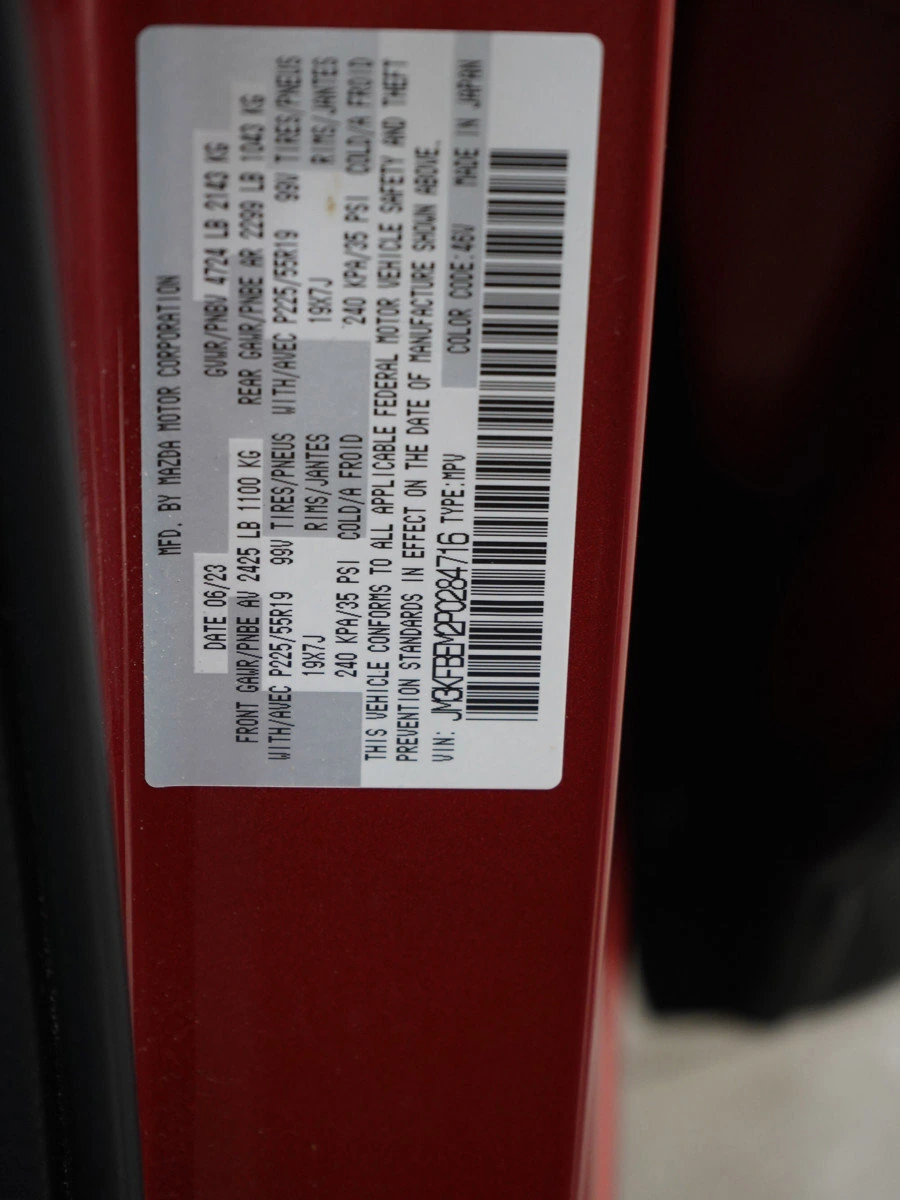 MFD. BY MAZDA MOTOR CORPORATION
DATE 06/23 GVWR/PNBV 4724 LB 2143 KG
FRONT GAWR/PNBE AV 2425 LB 1100 KG REAR GAWR/PNBE AR 2299 LB 1043 KG
WITH/AVEC P225/55R19 99V TIRES/PNEUS WITH/AVEC P225/55R19 99V TIRES/PNEUS
19X7J RIMS/JANTES 19X7J RIMS/JANTES
240 KPA/35 PSI COLD/A FROID 240 KPA/35 PSI COLD/A FROID
THIS VEHICLE CONFORMS TO ALL APPLICABLE FEDERAL MOTOR VEHICLE SAFETY AND THEFT
PREVENTION STANDARDS IN EFFECT ON THE DATE OF MANUFACTURE SHOWN ABOVE.
VIN: JM3KFBEM2P0284716 TYPE:MPV COLOR CODE:46V MADE IN JAPAN